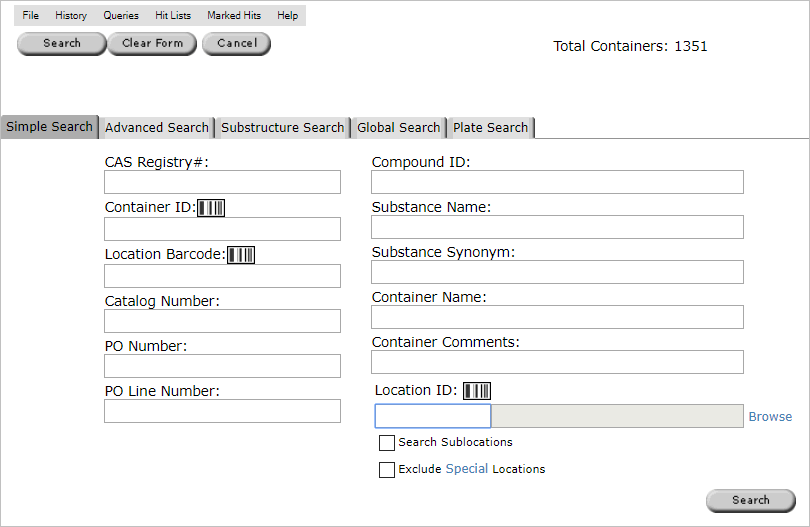 File History Queries Hit Lists Marked Hits Help
Search Clear Form Cancel
Total Containers: 1351
Simple Search Advanced Search Substructure Search Global Search Plate Search
CAS Registry#: Compound ID:
Container ID: Substance Name:
Location Barcode: Substance Synonym:
Catalog Number: Container Name:
PO Number: Container Comments:
PO Line Number: Location ID:
Browse
Search Sublocations
Exclude Special Locations
Search